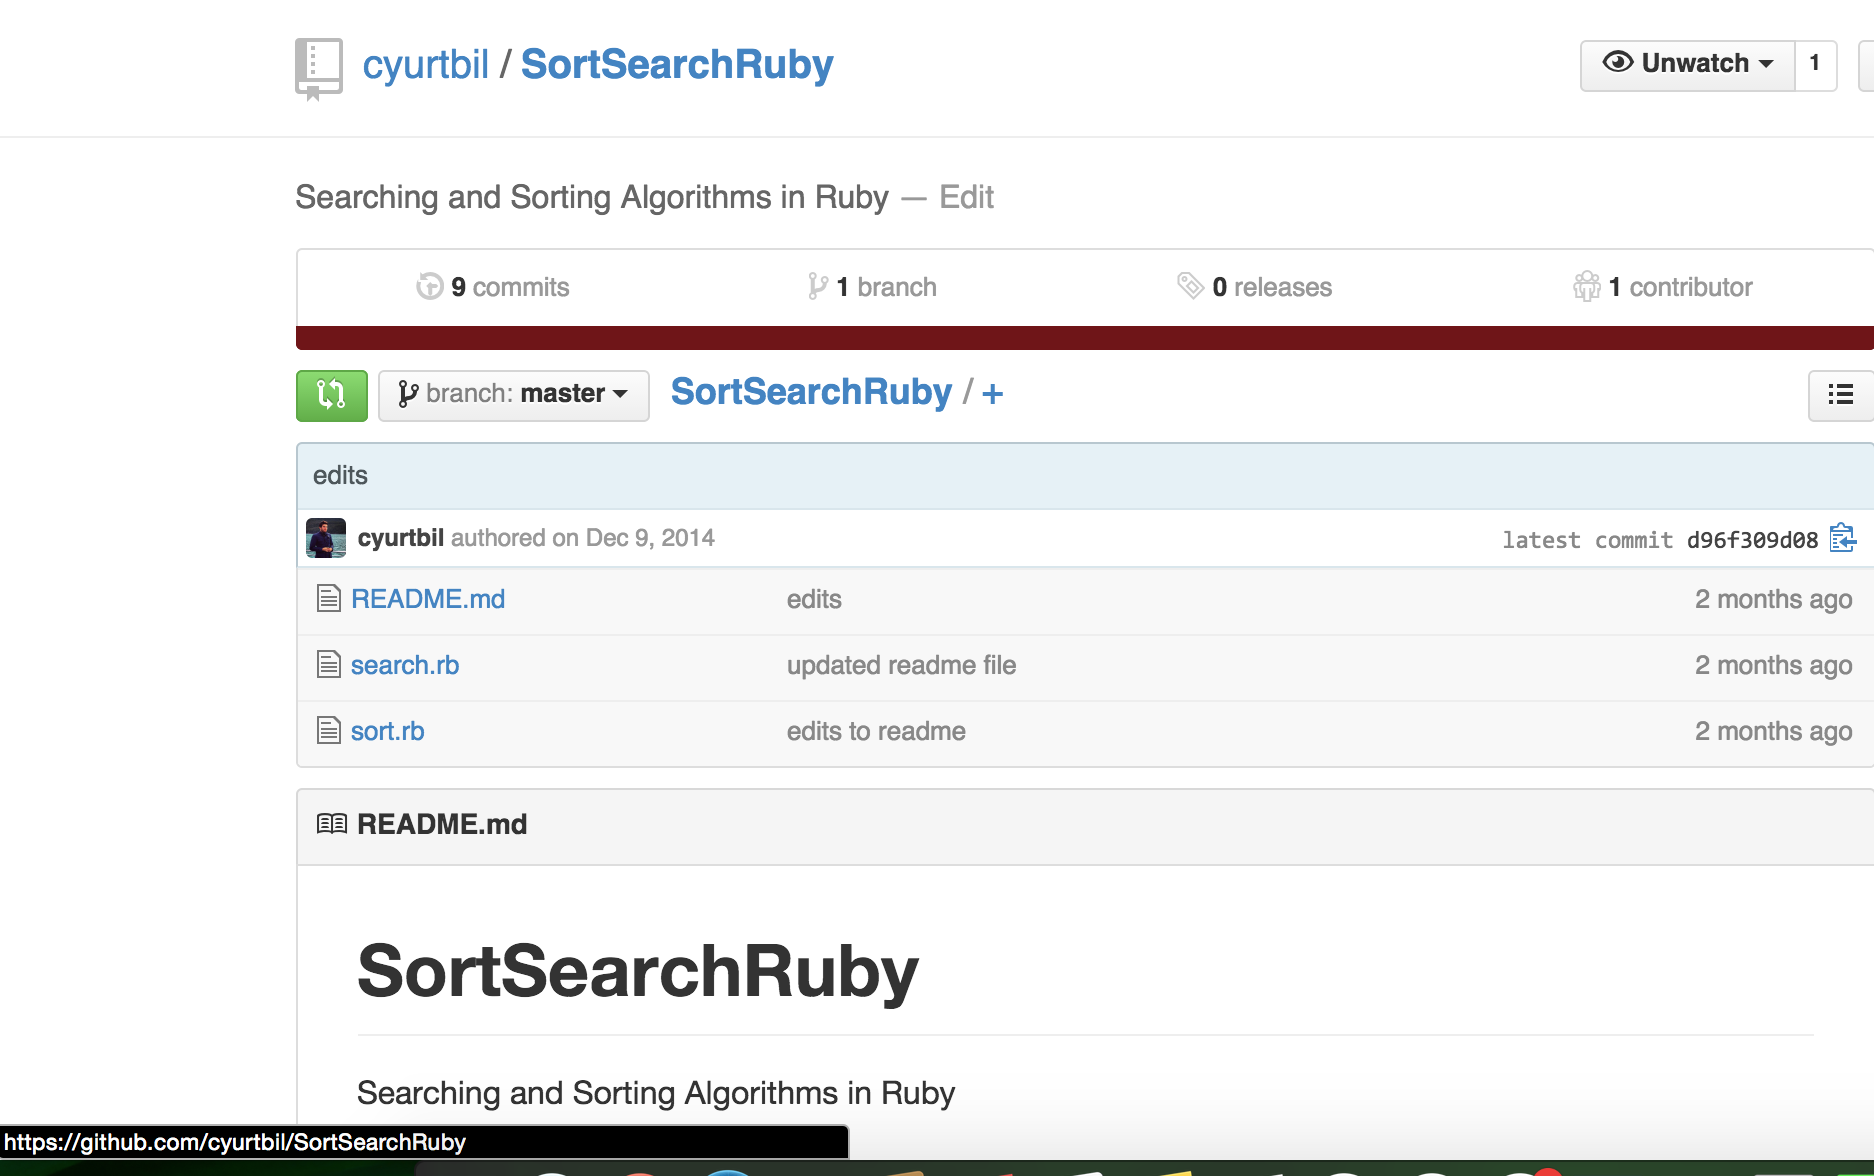 cyurtbil / SortSearchRuby
Unwatch 1
Searching and Sorting Algorithms in Ruby — Edit
9 commits 1 branch 0 releases 1 contributor
branch: master SortSearchRuby / +
edits
cyurtbil authored on Dec 9, 2014 latest commit d96f309d08
README.md edits 2 months ago
search.rb updated readme file 2 months ago
sort.rb edits to readme 2 months ago
README.md
SortSearchRuby
Searching and Sorting Algorithms in Ruby
https://github.com/cyurtbil/SortSearchRuby